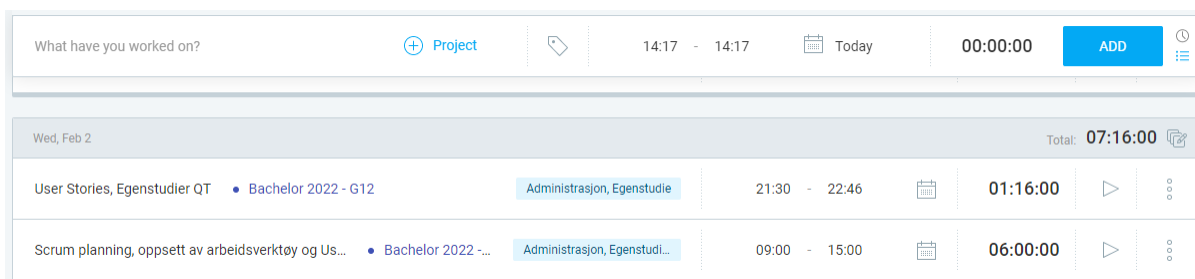 What have you worked on? Project 14:17 - 14:17 Today 00:00:00 ADD
Wed, Feb 2 Total: 07:16:00
User Stories, Egenstudier QT • Bachelor 2022 - G12 Administrasjon, Egenstudie 21:30 - 22:46 01:16:00
Scrum planning, oppsett av arbeidsverktøy og Us... • Bachelor 2022 -... Administrasjon, Egenstudi... 09:00 - 15:00 06:00:00